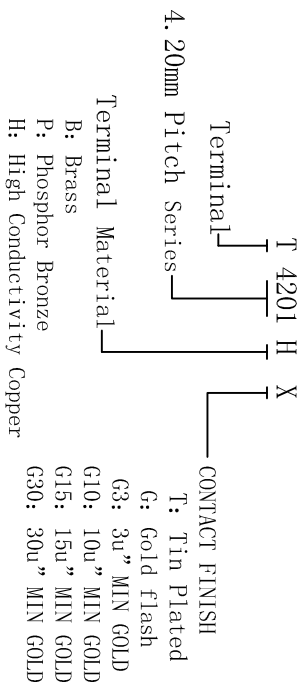 T 4201 H X
Terminal
4.20mm Pitch Series
Terminal Material
B: Brass
P: Phosphor Bronze
H: High Conductivity Copper
CONTACT FINISH
T: Tin Plated
G: Gold flash
G3: 3u" MIN GOLD
G10: 10u" MIN GOLD
G15: 15u" MIN GOLD
G30: 30u" MIN GOLD